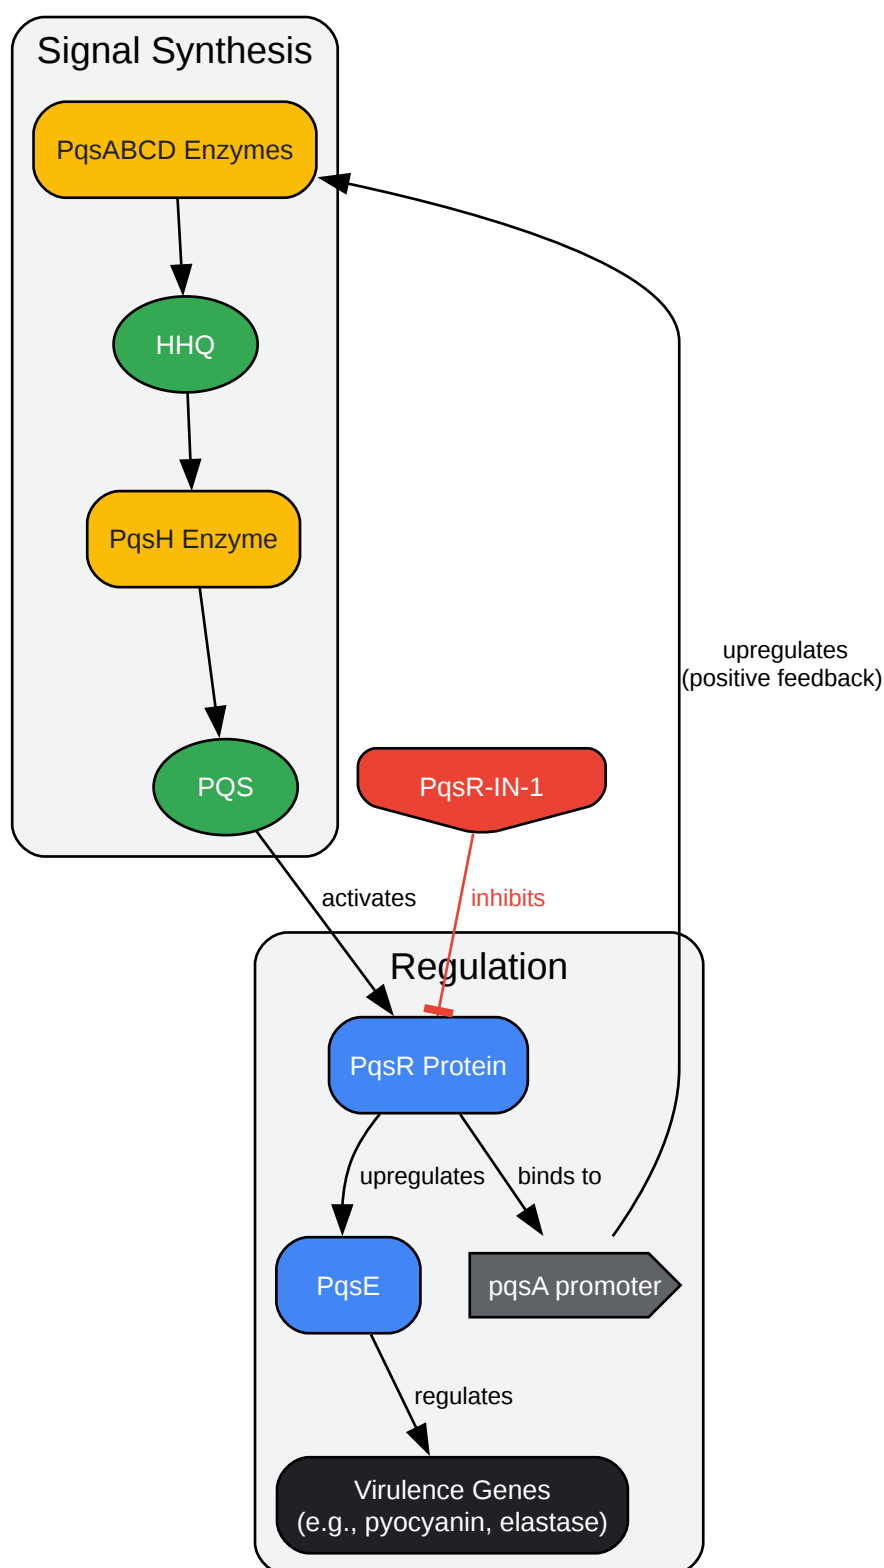 Signal Synthesis
PqsABCD Enzymes
HHQ
PqsH Enzyme
upregulates
(positive feedback)
PQS
PqsR-IN-1
activates
inhibits
Regulation
PqsR Protein
upregulates
binds to
PqsE
pqsA promoter
regulates
Virulence Genes
(e.g., pyocyanin, elastase)